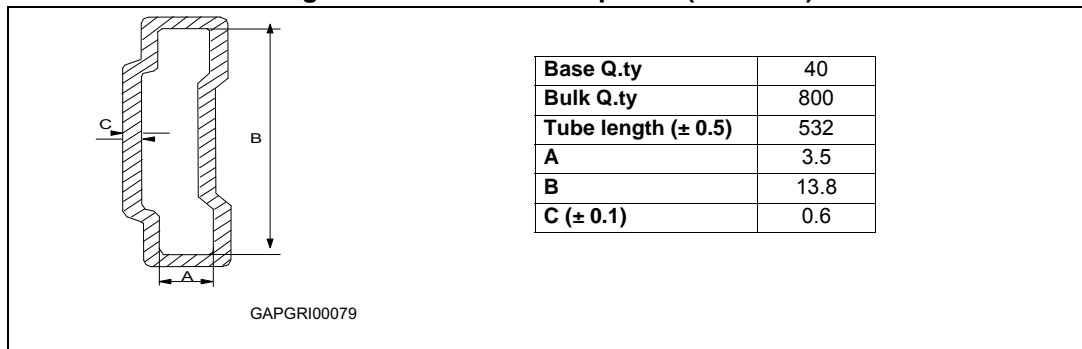 C
B
A
GAPGRI00079
Base Q.ty 40
Bulk Q.ty 800
Tube length (± 0.5) 532
A 3.5
B 13.8
C (± 0.1) 0.6